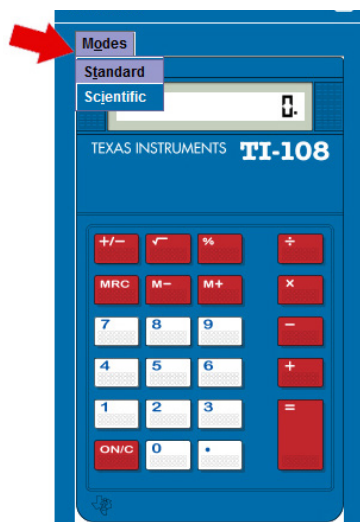 Modes
Standard
Scientific
0.
TEXAS INSTRUMENTS TI-108
+/− √ % ÷
MRC M− M+ ×
7 8 9 −
4 5 6 +
1 2 3 =
ON/C 0 •